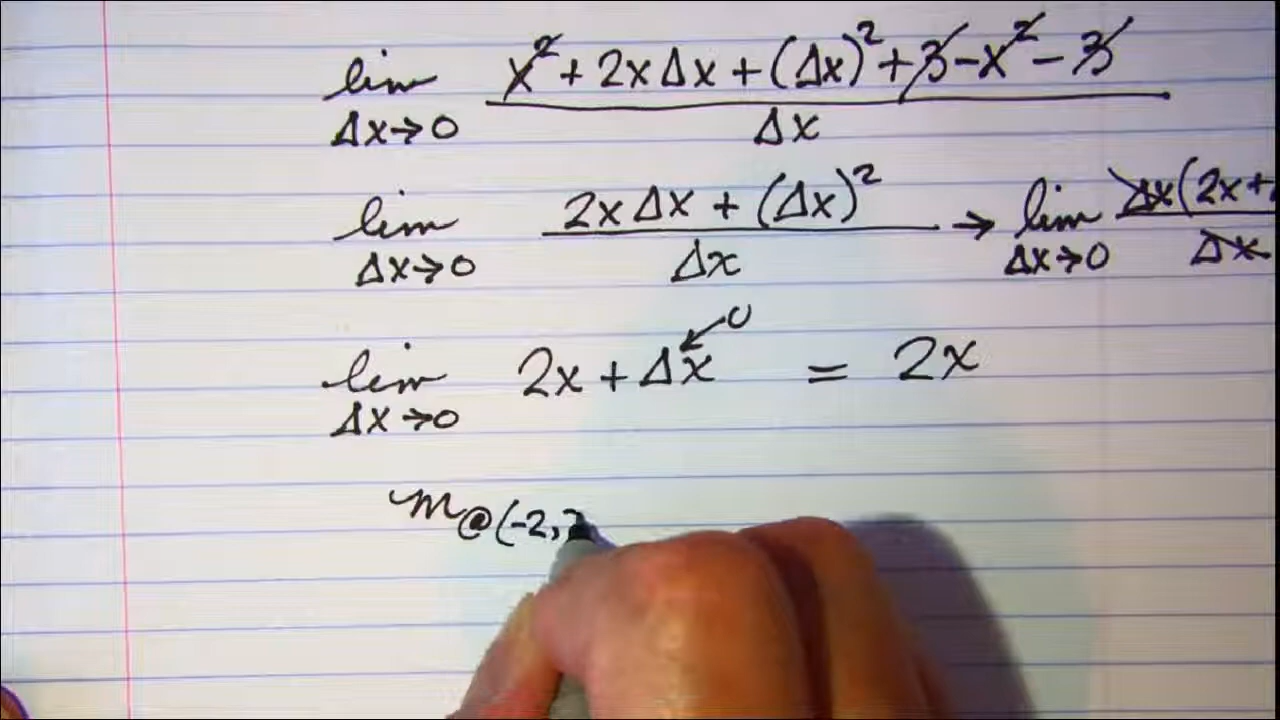 lim x² + 2xΔx + (Δx)² + 3 - x² - 3
Δx→0 Δx
lim 2xΔx + (Δx)² → lim Δx(2x+
Δx→0 Δx Δx→0 Δx
0
lim 2x + Δx = 2x
Δx→0
m@(-2,